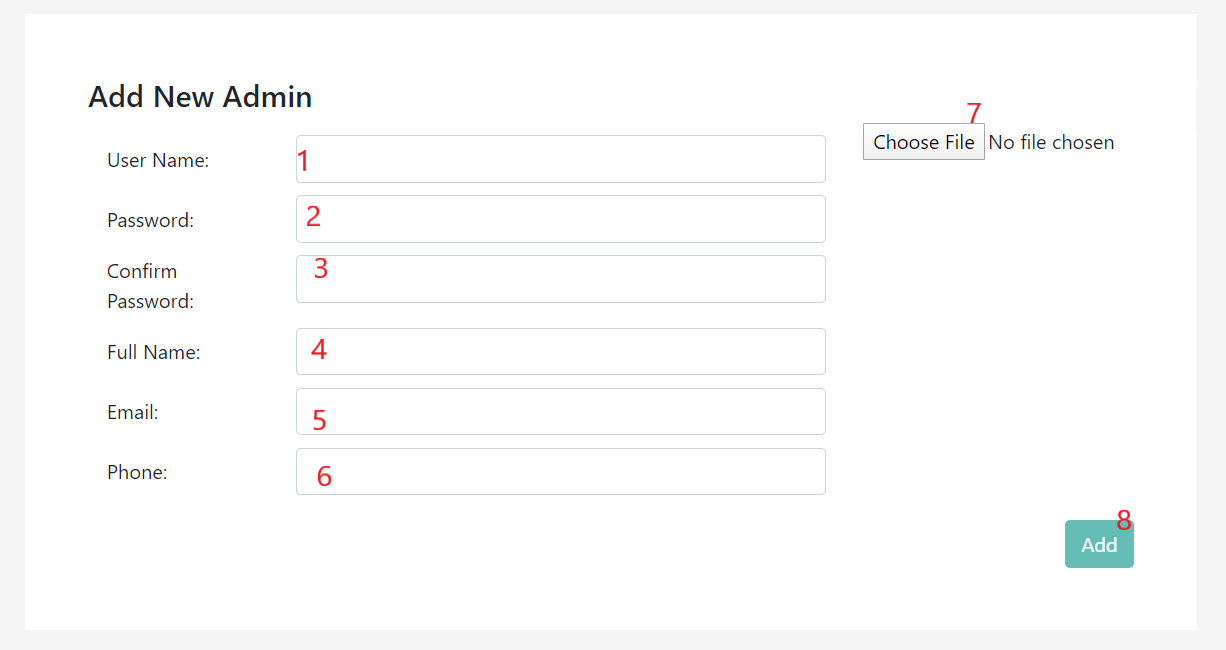 Add New Admin
7
Choose File No file chosen
User Name: 1
Password: 2
Confirm 3
Password:
Full Name: 4
Email: 5
Phone: 6
8
Add